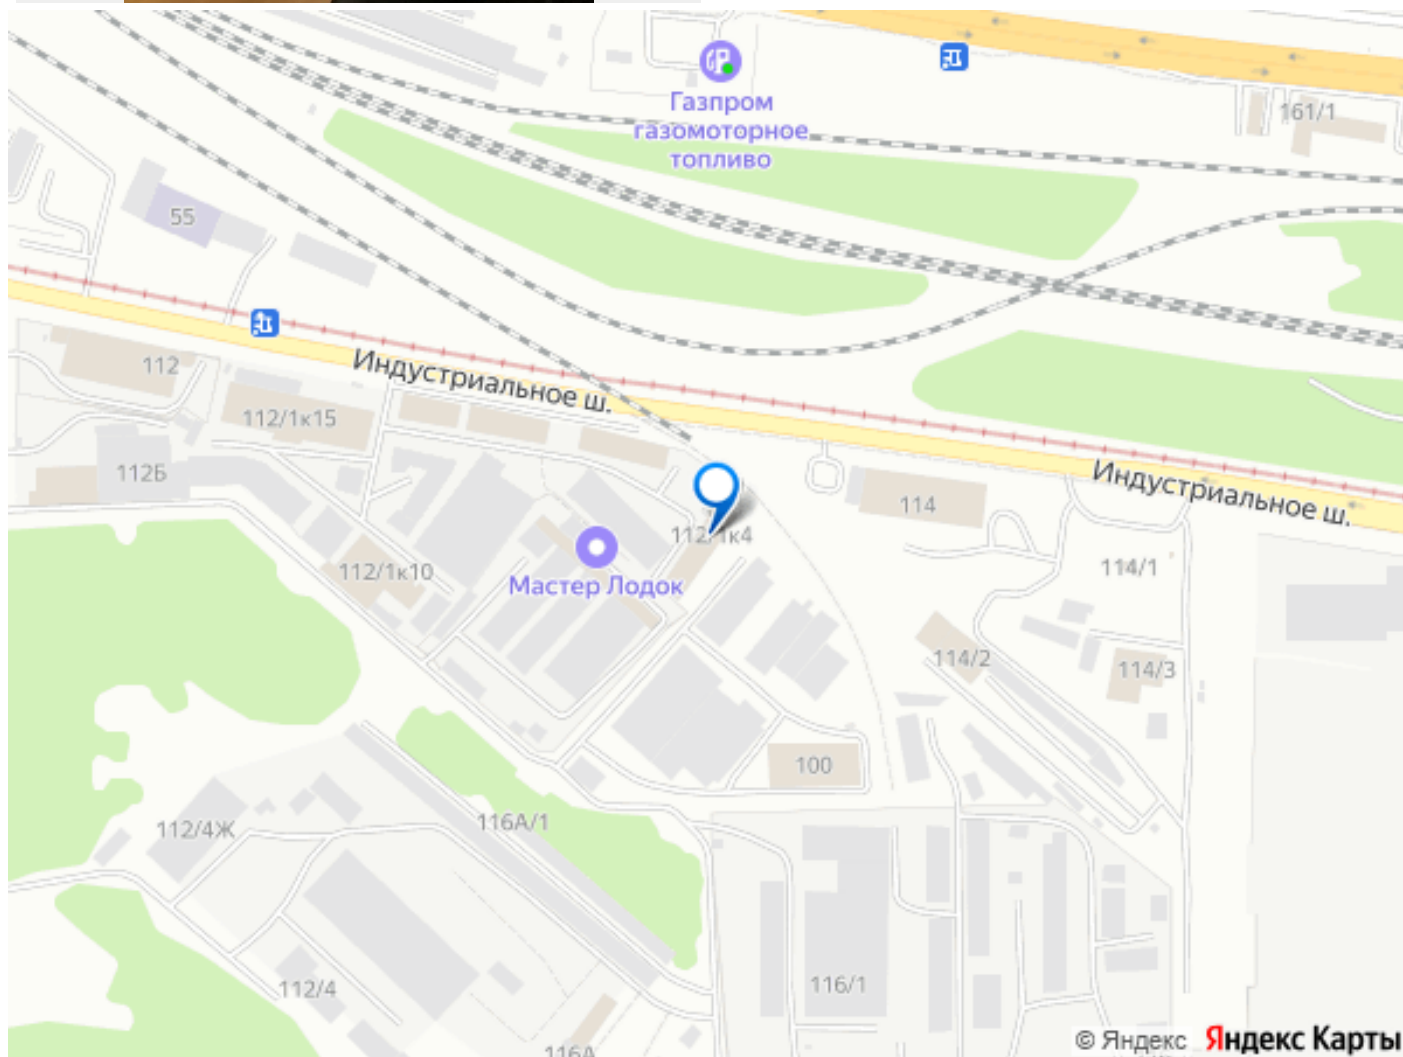 Газпром
газомоторное
топливо
161/1
55
112
Индустриальное ш.
112/1к15
112Б
Индустриальное ш.
114
112/1к4
112/1к10
Мастер Лодок
114/1
114/2
114/3
100
112/4Ж
116А/1
112/4
116/1
116А
© Яндекс Яндекс Карты